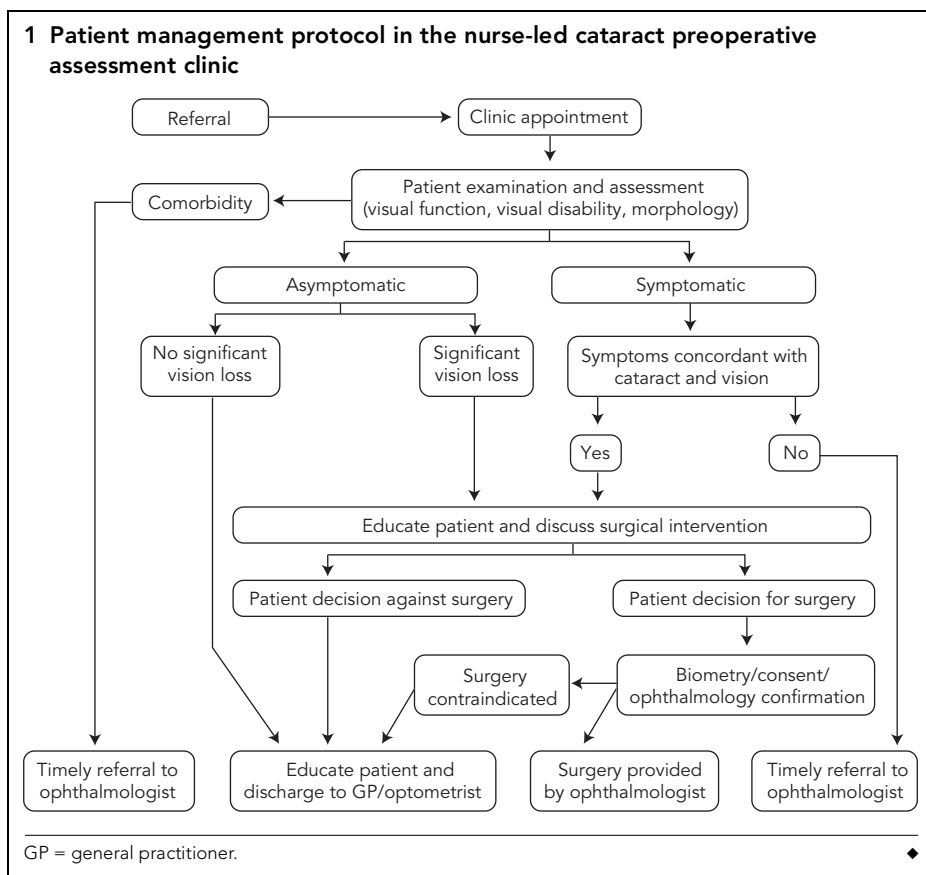 1 Patient management protocol in the nurse-led cataract preoperative
assessment clinic
Referral
Clinic appointment
Patient examination and assessment
(visual function, visual disability, morphology)
Comorbidity
Asymptomatic
Symptomatic
No significant
vision loss
Significant
vision loss
Symptoms concordant with
cataract and vision
Yes
No
Educate patient and discuss surgical intervention
Patient decision against surgery
Patient decision for surgery
Surgery
contraindicated
Biometry/consent/
ophthalmology confirmation
Timely referral to
ophthalmologist
Educate patient and
discharge to GP/optometrist
Surgery provided
by ophthalmologist
Timely referral to
ophthalmologist
GP = general practitioner.